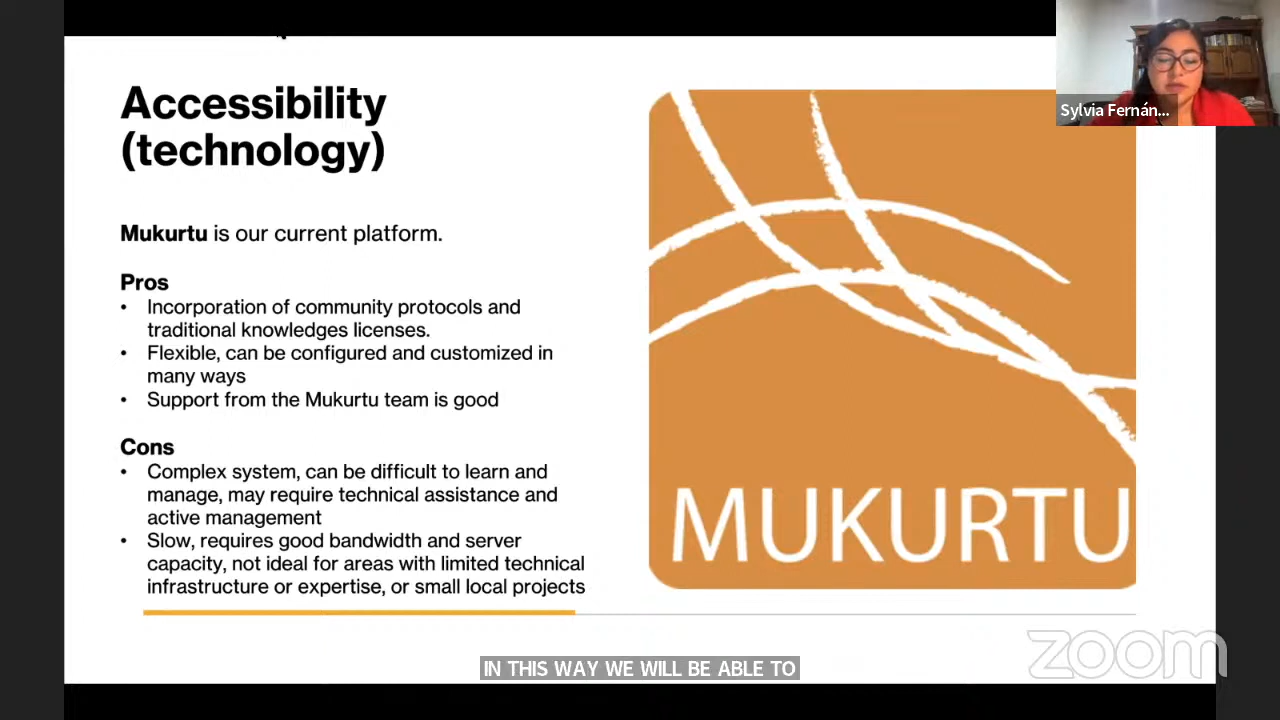 Accessibility
(technology)
Sylvia Fernán...
Mukurtu is our current platform.
Pros
• Incorporation of community protocols and
traditional knowledges licenses.
• Flexible, can be configured and customized in
many ways
• Support from the Mukurtu team is good
Cons
• Complex system, can be difficult to learn and
manage, may require technical assistance and
active management
• Slow, requires good bandwidth and server
capacity, not ideal for areas with limited technical
infrastructure or expertise, or small local projects
MUKURTU
zoom
IN THIS WAY WE WILL BE ABLE TO